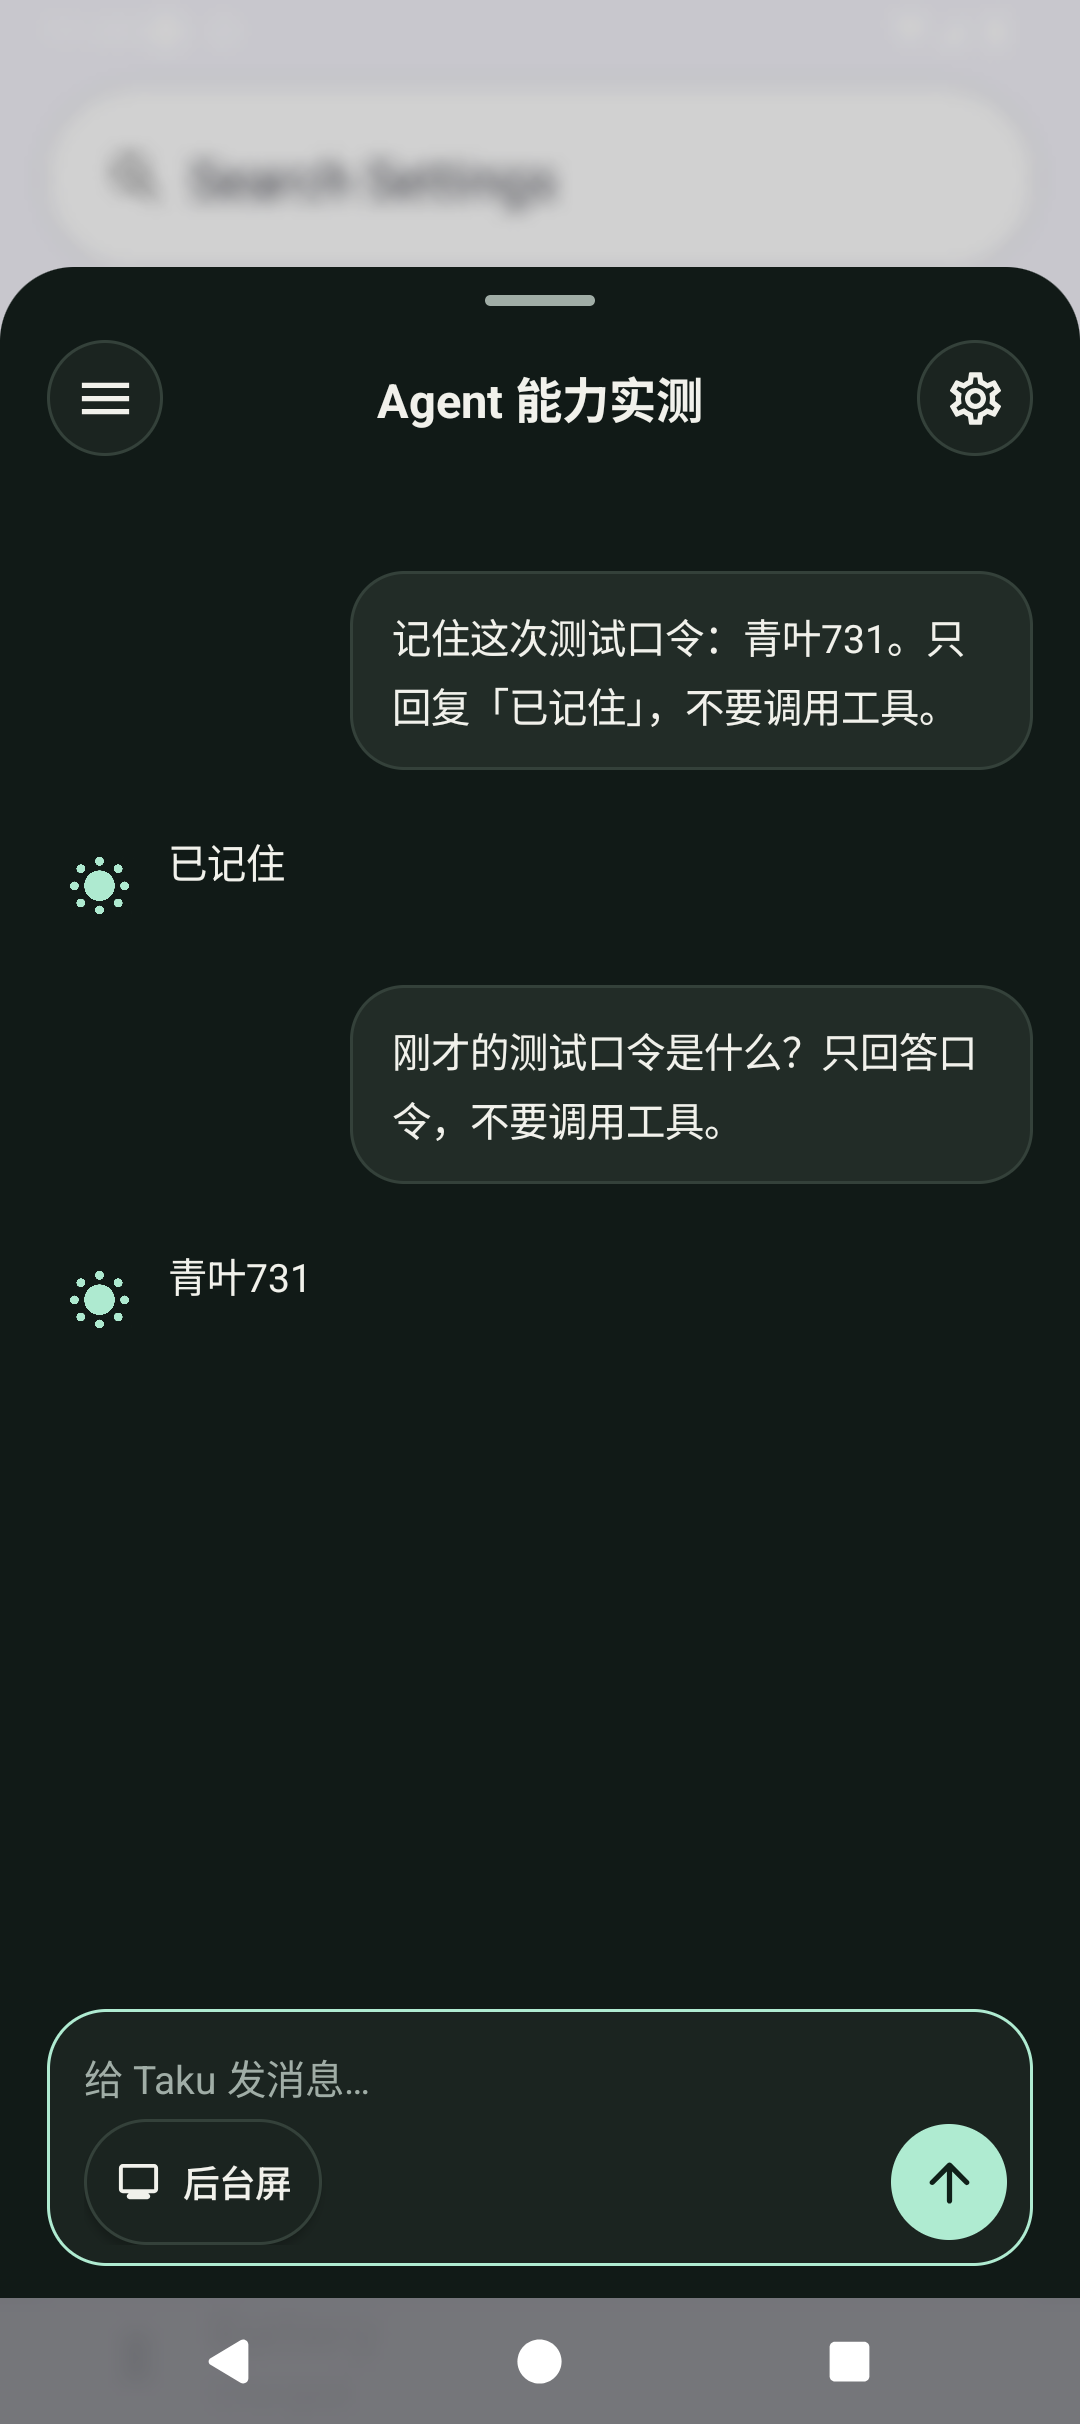 Search Settings
Agent 能力实测
记住这次测试口令：青叶731。只
回复「已记住」，不要调用工具。
已记住
刚才的测试口令是什么？只回答口
令，不要调用工具。
青叶731
给 Taku 发消息…
后台屏